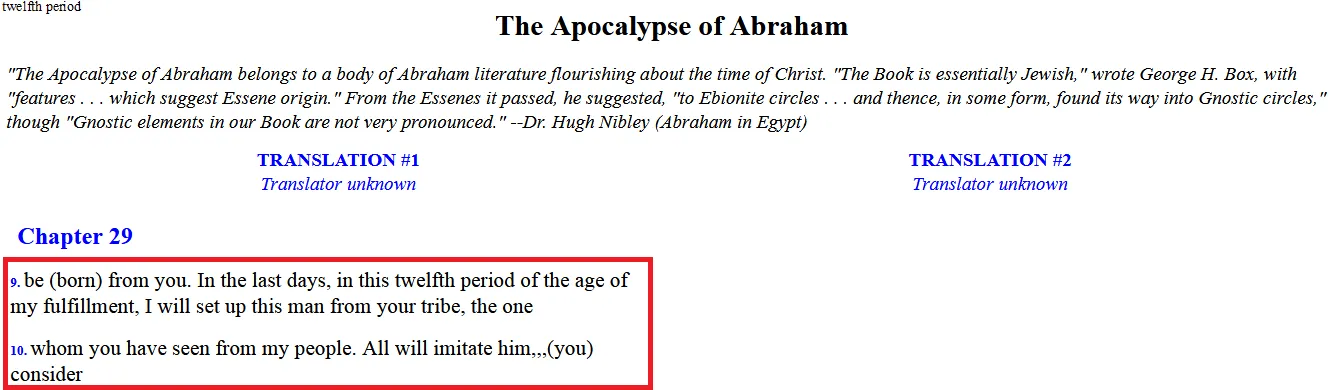 twelfth period
The Apocalypse of Abraham
"The Apocalypse of Abraham belongs to a body of Abraham literature flourishing about the time of Christ. "The Book is essentially Jewish," wrote George H. Box, with
"features . . . which suggest Essene origin." From the Essenes it passed, he suggested, "to Ebionite circles . . . and thence, in some form, found its way into Gnostic circles,"
though "Gnostic elements in our Book are not very pronounced." --Dr. Hugh Nibley (Abraham in Egypt)
TRANSLATION #1
Translator unknown
TRANSLATION #2
Translator unknown
Chapter 29
9. be (born) from you. In the last days, in this twelfth period of the age of
my fulfillment, I will set up this man from your tribe, the one
10. whom you have seen from my people. All will imitate him,,,(you)
consider